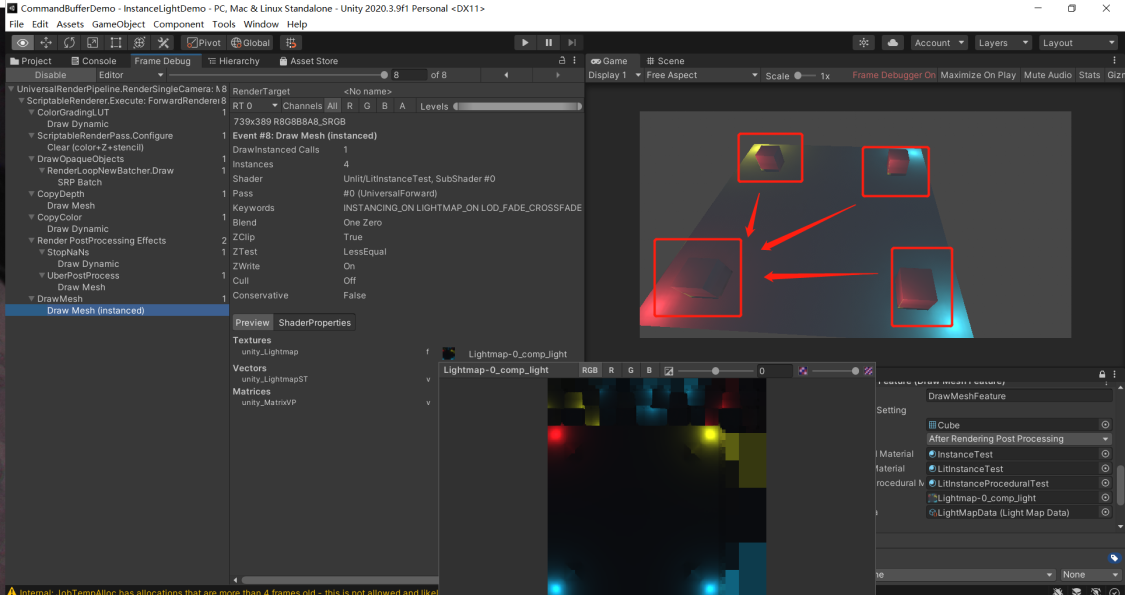 CommandBufferDemo - InstanceLightDemo - PC, Mac & Linux Standalone - Unity 2020.3.9f1 Personal <DX11>
File Edit Assets GameObject Component Tools Window Help
Pivot Global Account Layers Layout
Project Console Frame Debug Hierarchy Asset Store
Disable Editor 8 of 8
UniversalRenderPipeline.RenderSingleCamera: 8
ScriptableRenderer.Execute: ForwardRenderer 8
ColorGradingLUT 1
Draw Dynamic
ScriptableRenderPass.Configure 1
Clear (color+Z+stencil)
DrawOpaqueObjects 1
RenderLoopNewBatcher.Draw 1
SRP Batch
CopyDepth 1
Draw Mesh
CopyColor 1
Draw Dynamic
Render PostProcessing Effects 2
StopNaNs 1
Draw Dynamic
UberPostProcess 1
Draw Mesh
DrawMesh 1
Draw Mesh (instanced)
RenderTarget <No name>
RT 0 Channels All R G B A Levels
739x389 R8G8B8A8_SRGB
Event #8: Draw Mesh (instanced)
DrawInstanced Calls 1
Instances 4
Shader Unlit/LitInstanceTest, SubShader #0
Pass #0 (UniversalForward)
Keywords INSTANCING_ON LIGHTMAP_ON LOD_FADE_CROSSFADE
Blend One Zero
ZClip True
ZTest LessEqual
ZWrite On
Cull Off
Conservative False
Preview ShaderProperties
Textures
unity_Lightmap f Lightmap-0_comp_light
Vectors
unity_LightmapST v
Matrices
unity_MatrixVP v
Game Scene
Display 1 Free Aspect Scale 1x Frame Debugger On Maximize On Play Mute Audio Stats Giz
Lightmap-0_comp_light RGB R G B 0
Feature (Draw Mesh Feature)
DrawMeshFeature
Setting
Cube
After Rendering Post Processing
Material InstanceTest
Material LitInstanceTest
rocedural M LitInstanceProceduralTest
Lightmap-0_comp_light
LightMapData (Light Map Data)
ne None
Internal: JobTempAlloc has allocations that are more than 4 frames old - this is not allowed and likel